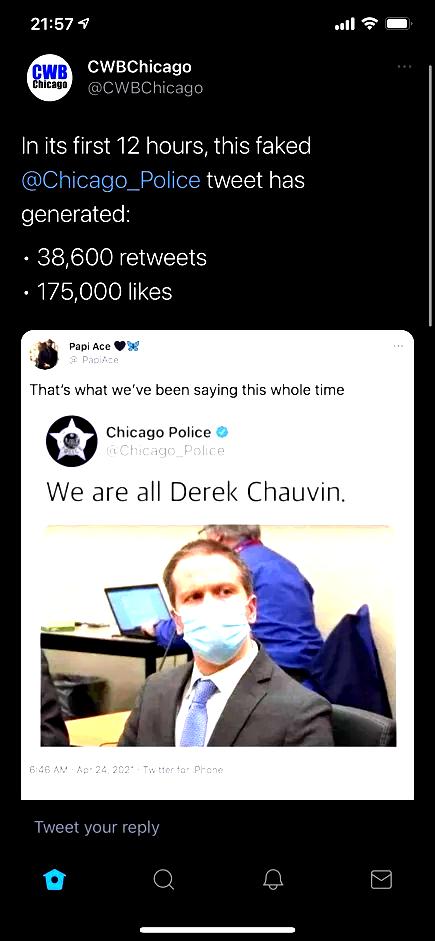 21:57
CWB
Chicago
CWBChicago
@CWBChicago
In its first 12 hours, this faked
@Chicago_Police tweet has
generated:
• 38,600 retweets
• 175,000 likes
Papi Ace 🖤🦋
@ PapiAce
That's what we've been saying this whole time
Chicago Police
@Chicago_Police
We are all Derek Chauvin.
6:46 AM · Apr 24, 2021 · Twitter for iPhone
Tweet your reply